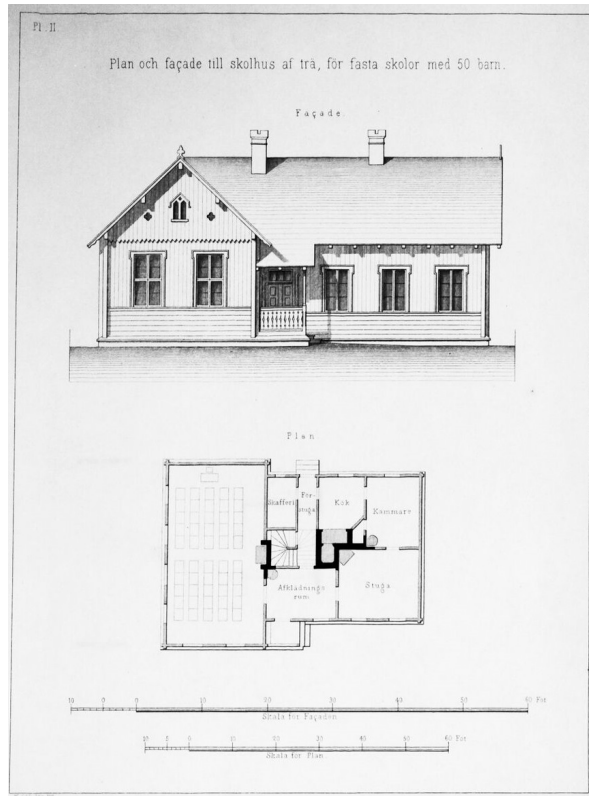 Pl. II.
Plan och façade till skolhus af trä, för fasta skolor med 50 barn.
Façade
Plan
Skafferi
För-
stuga
Kök
Kammare
Afklädnings
rum
Stuga
10 0 10 20 30 40 50 60 Fot
Skala för Façaden
10 5 0 10 20 30 40 50 60 Fot
Skala för Plan